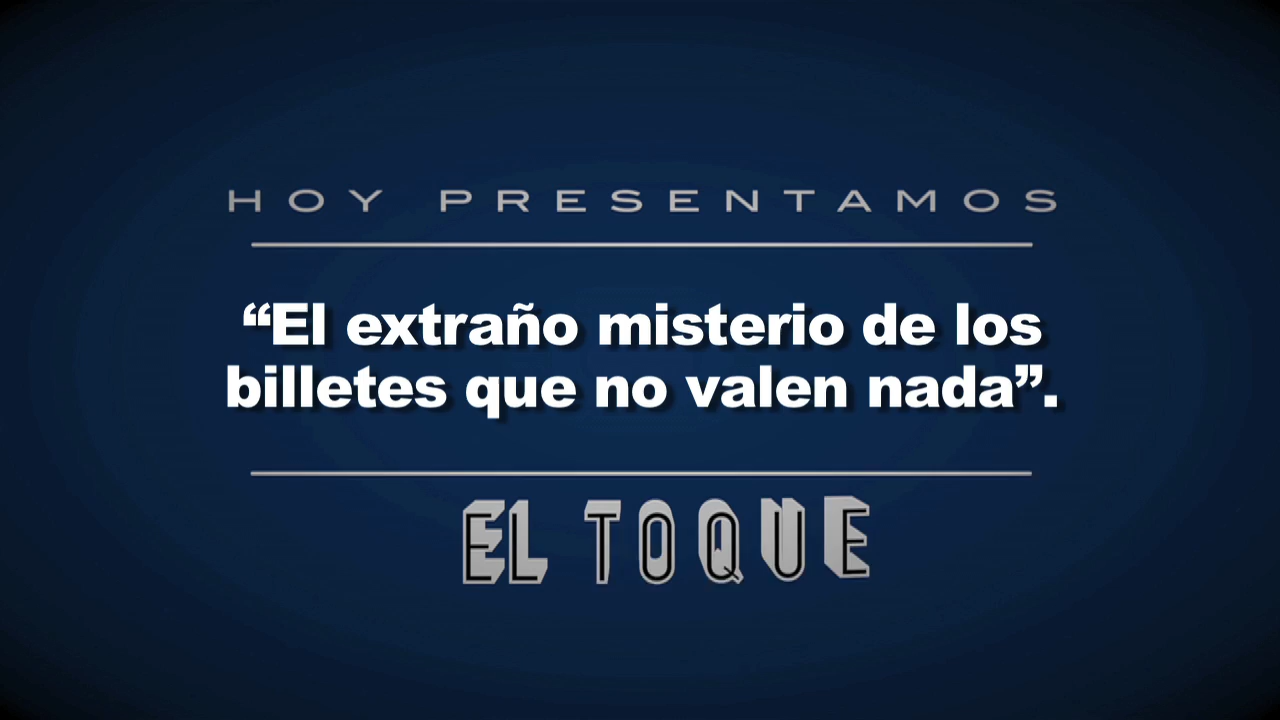 HOY PRESENTAMOS
“El extraño misterio de los
billetes que no valen nada”.
EL TOQUE